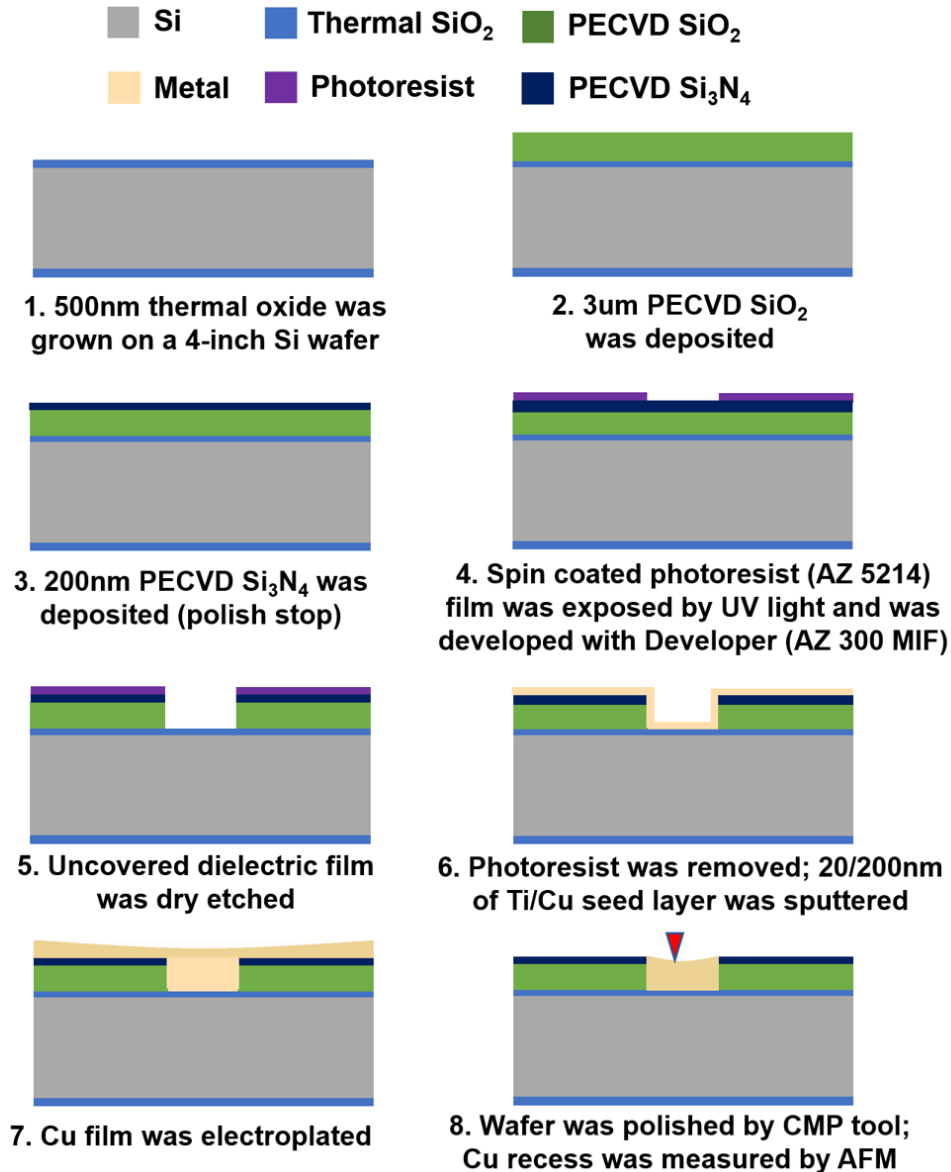 Si
Thermal SiO₂
PECVD SiO₂
Metal
Photoresist
PECVD Si₃N₄
1. 500nm thermal oxide was
grown on a 4-inch Si wafer
2. 3um PECVD SiO₂
was deposited
3. 200nm PECVD Si₃N₄ was
deposited (polish stop)
4. Spin coated photoresist (AZ 5214)
film was exposed by UV light and was
developed with Developer (AZ 300 MIF)
5. Uncovered dielectric film
was dry etched
6. Photoresist was removed; 20/200nm
of Ti/Cu seed layer was sputtered
7. Cu film was electroplated
8. Wafer was polished by CMP tool;
Cu recess was measured by AFM